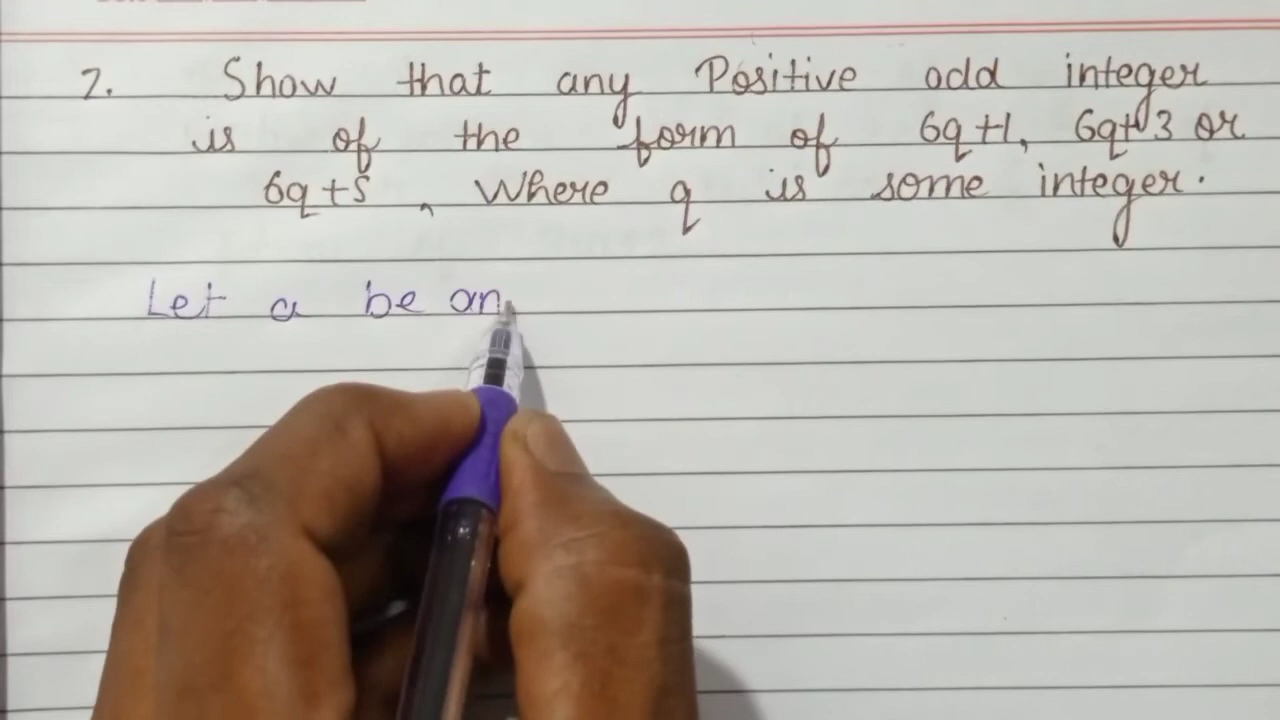 7. Show that any Positive odd integer
is of the form of 6q+1, 6q+3 or
6q+5, Where q is some integer.
Let a be an